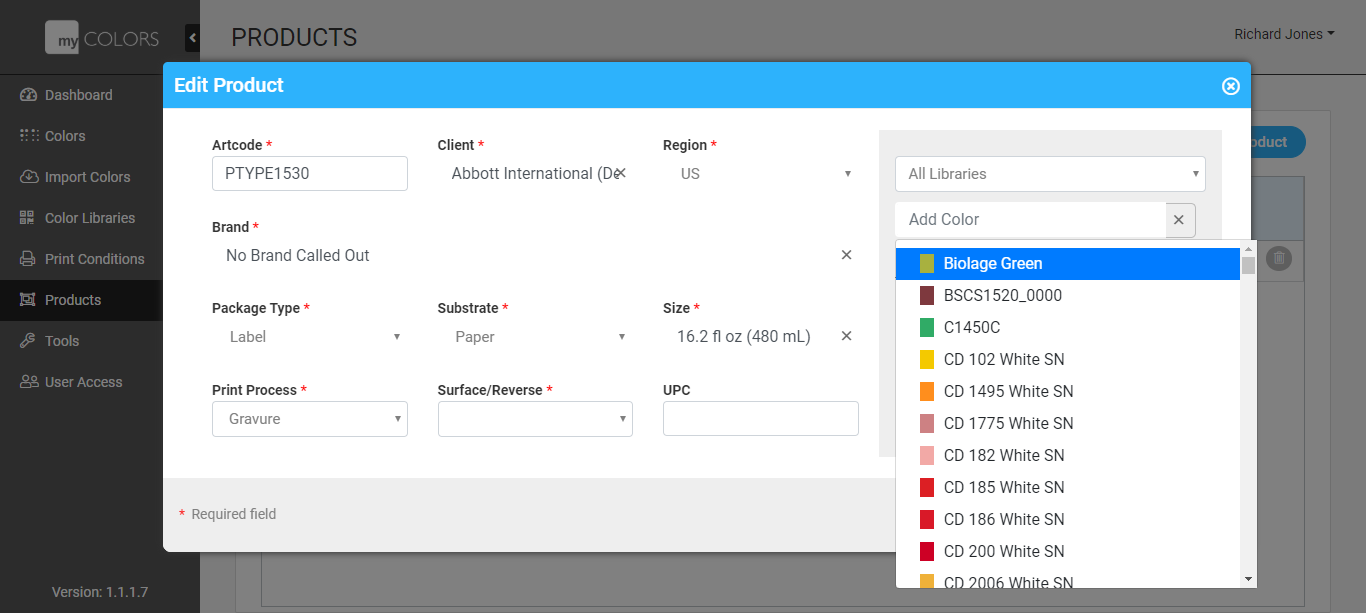 my COLORS
PRODUCTS
Richard Jones
Dashboard
Colors
Import Colors
Color Libraries
Print Conditions
Products
Tools
User Access
Version: 1.1.1.7
Edit Product
Artcode *
PTYPE1530
Client *
Abbott International (De
Region *
US
Brand *
No Brand Called Out
Package Type *
Label
Substrate *
Paper
Size *
16.2 fl oz (480 mL)
Print Process *
Gravure
Surface/Reverse *
UPC
* Required field
All Libraries
Add Color
Biolage Green
BSCS1520_0000
C1450C
CD 102 White SN
CD 1495 White SN
CD 1775 White SN
CD 182 White SN
CD 185 White SN
CD 186 White SN
CD 200 White SN
CD 2006 White SN
oduct